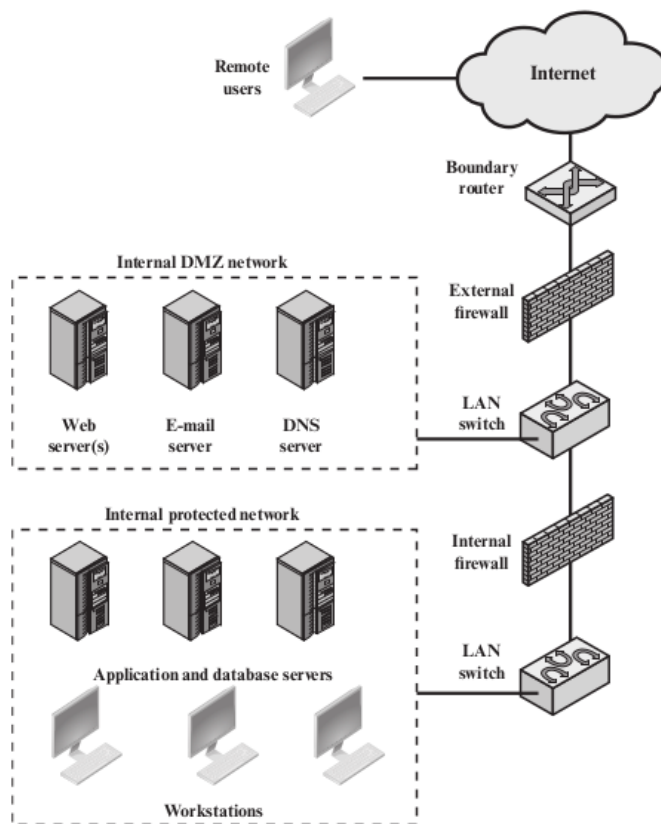 Remote
users
Internet
Boundary
router
Internal DMZ network
External
firewall
Web
server(s)
E-mail
server
DNS
server
LAN
switch
Internal protected network
Internal
firewall
Application and database servers
LAN
switch
Workstations